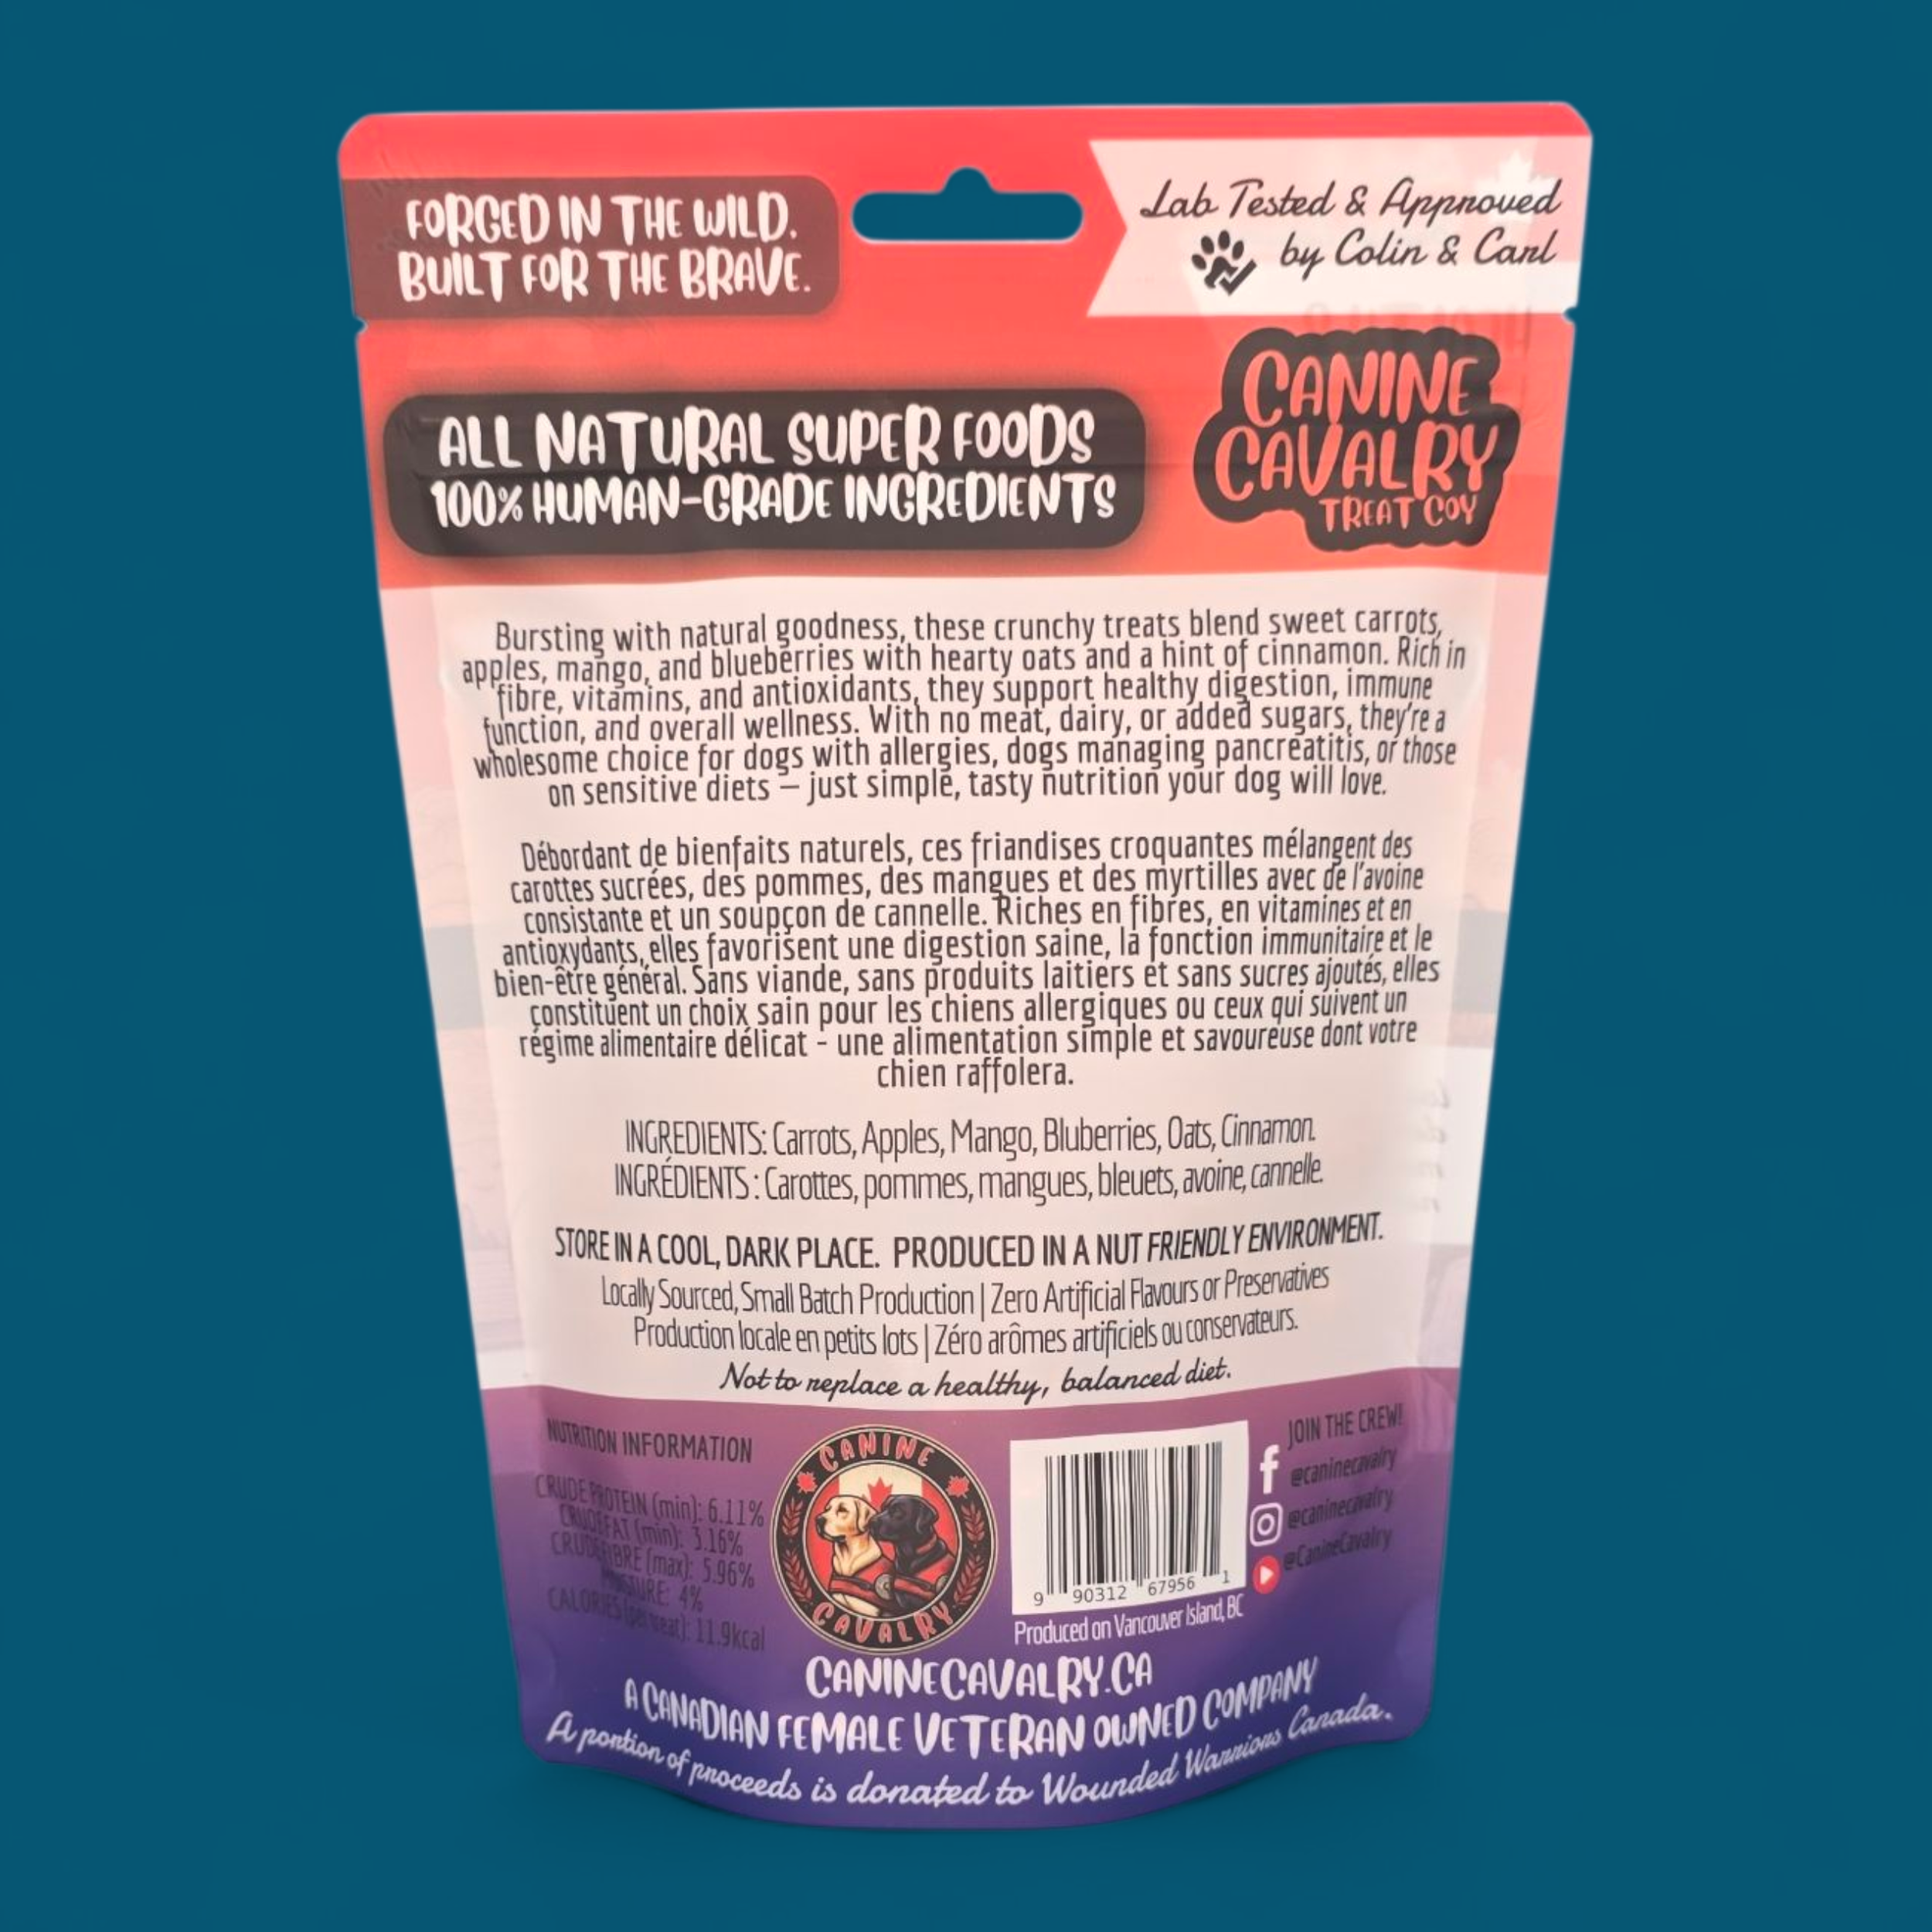 FORGED IN THE WILD.
BUILT FOR THE BRAVE.
Lab Tested & Approved
by Colin & Carl
CANINE
CAVALRY
TREAT COY
ALL NATURAL SUPER FOODS
100% HUMAN-GRADE INGREDIENTS
Bursting with natural goodness, these crunchy treats blend sweet carrots,
apples, mango, and blueberries with hearty oats and a hint of cinnamon. Rich in
fibre, vitamins, and antioxidants, they support healthy digestion, immune
function, and overall wellness. With no meat, dairy, or added sugars, they're a
wholesome choice for dogs with allergies, dogs managing pancreatitis, or those
on sensitive diets – just simple, tasty nutrition your dog will love.
Débordant de bienfaits naturels, ces friandises croquantes mélangent des
carottes sucrées, des pommes, des mangues et des myrtilles avec de l'avoine
consistante et un soupçon de cannelle. Riches en fibres, en vitamines et en
antioxydants, elles favorisent une digestion saine, la fonction immunitaire et le
bien-être général. Sans viande, sans produits laitiers et sans sucres ajoutés, elles
constituent un choix sain pour les chiens allergiques ou ceux qui suivent un
régime alimentaire délicat - une alimentation simple et savoureuse dont votre
chien raffolera.
INGREDIENTS: Carrots, Apples, Mango, Bluberries, Oats, Cinnamon.
INGRÉDIENTS : Carottes, pommes, mangues, bleuets, avoine, cannelle.
STORE IN A COOL, DARK PLACE. PRODUCED IN A NUT FRIENDLY ENVIRONMENT.
Locally Sourced, Small Batch Production | Zero Artificial Flavours or Preservatives
Production locale en petits lots | Zéro arômes artificiels ou conservateurs.
Not to replace a healthy, balanced diet.
NUTRITION INFORMATION
CRUDE PROTEIN (min): 6.11%
CRUDE FAT (min): 3.16%
CRUDE FIBRE (max): 5.96%
MOISTURE: 4%
CALORIES (per treat): 11.9kcal
CANINE
CAVALRY
9 90312 67956 1
Produced on Vancouver Island, BC
JOIN THE CREW!
@caninecavalry
@caninecavalry
@CanineCavalry
CANINECAVALRY.CA
A CANADIAN FEMALE VETERAN OWNED COMPANY
A portion of proceeds is donated to Wounded Warriors Canada.